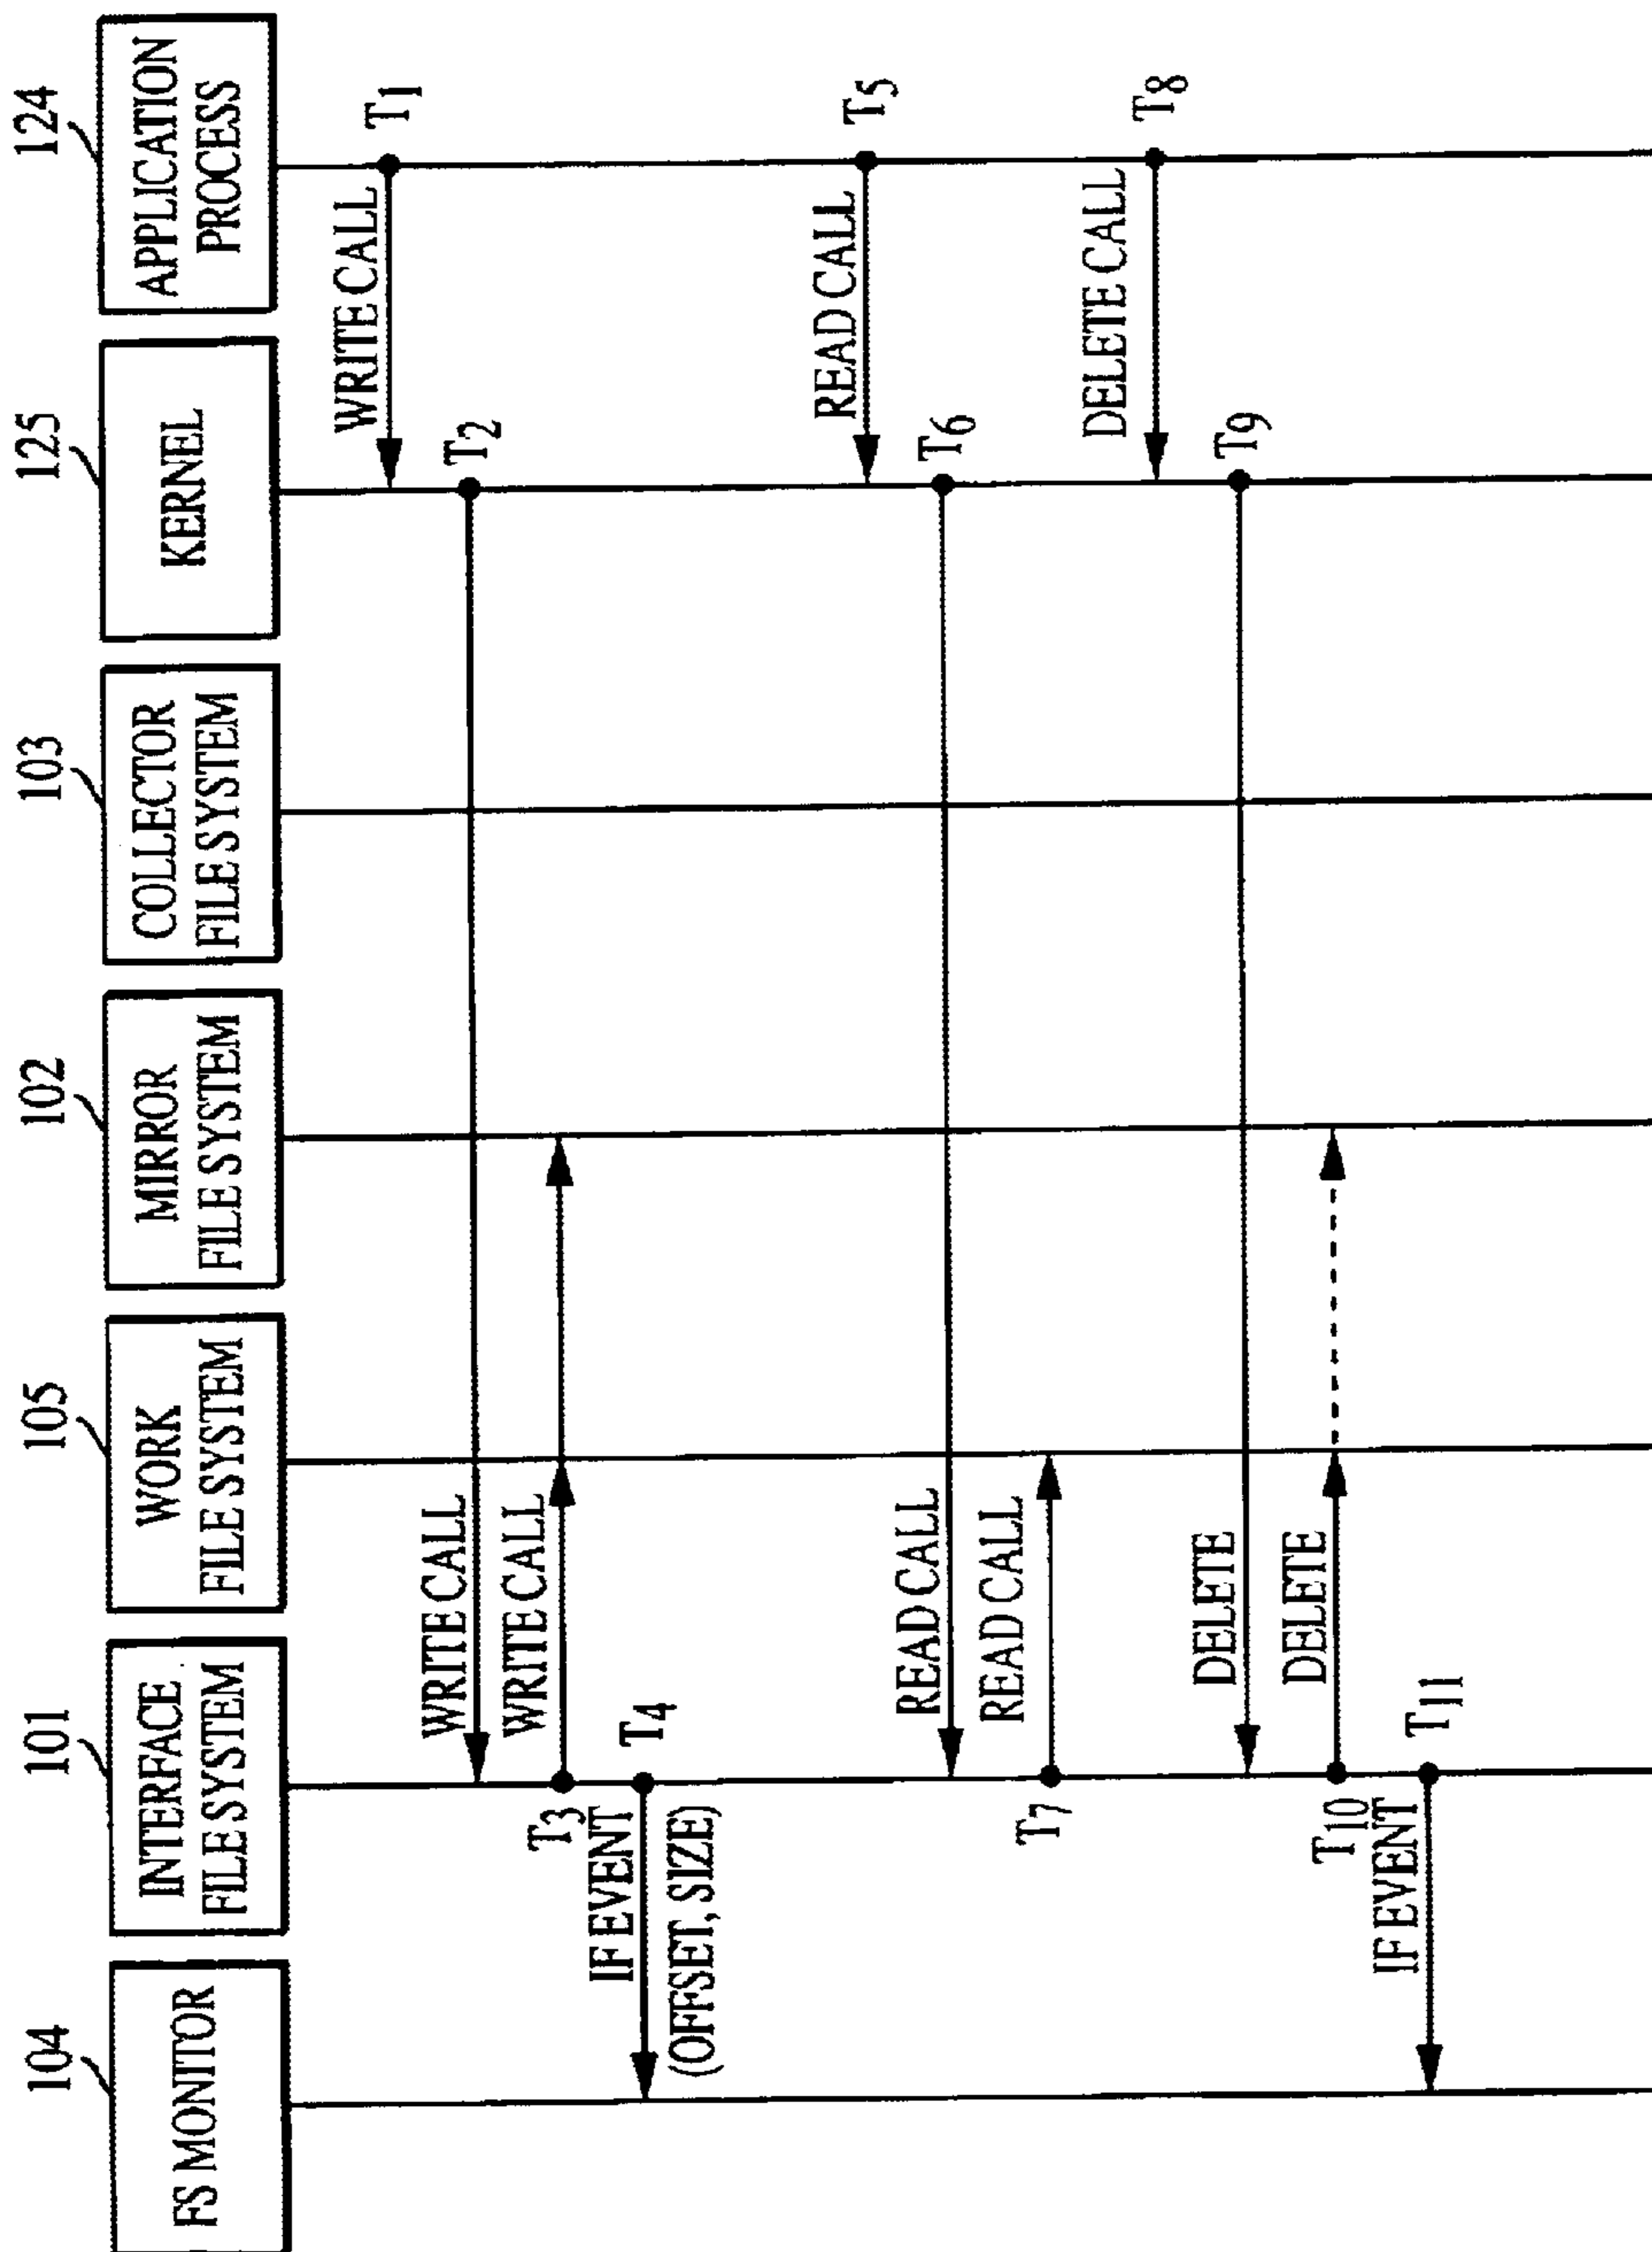 104
FS MONITOR
101
INTERFACE
FILE SYSTEM
105
WORK
FILE SYSTEM
102
MIRROR
FILE SYSTEM
103
COLLECTOR
FILE SYSTEM
125
KERNEL
124
APPLICATION
PROCESS
WRITE CALL
T1
T2
WRITE CALL
WRITE CALL
T3
T4
IF EVENT
(OFFSET, SIZE)
READ CALL
T5
T6
READ CALL
READ CALL
T7
DELETE CALL
T8
T9
DELETE
DELETE
T10
T11
IF EVENT